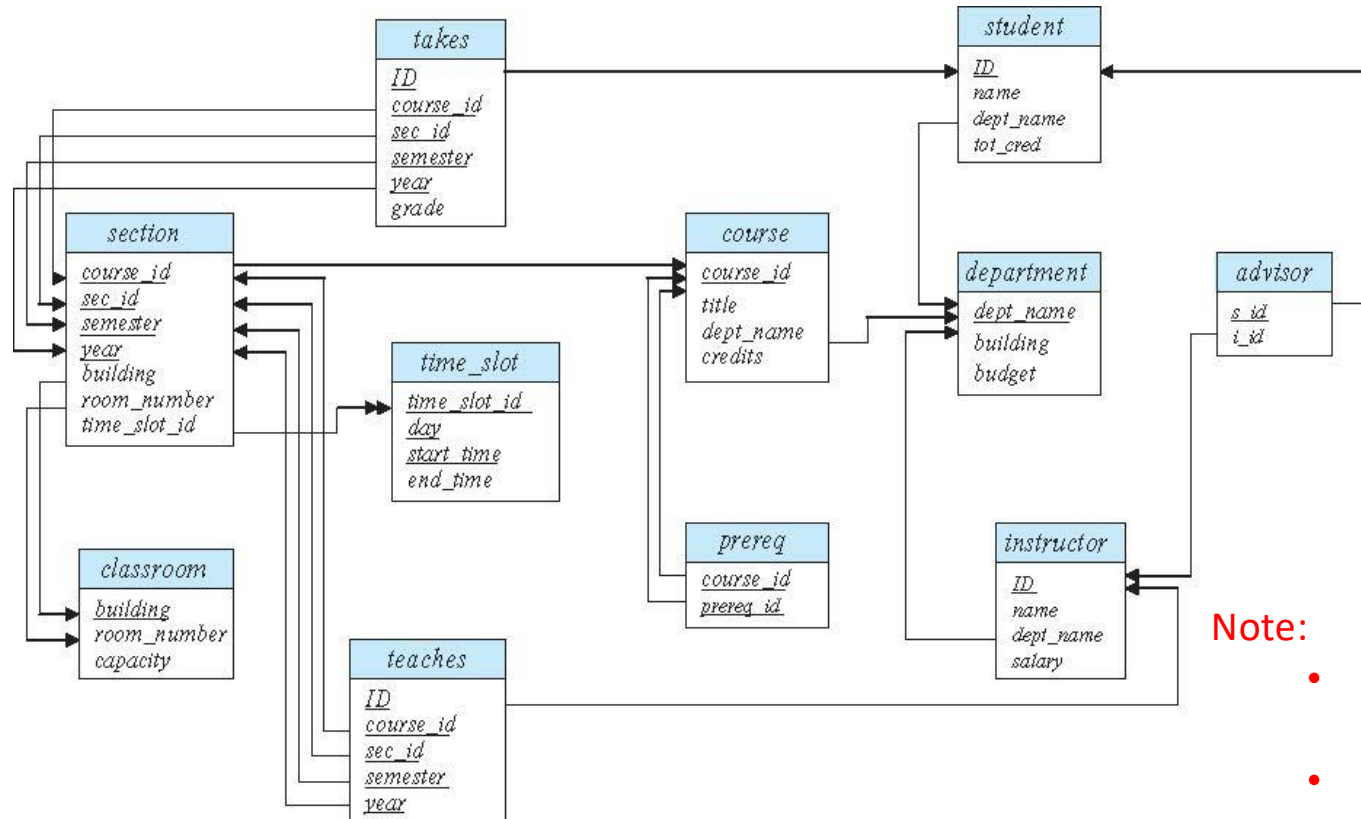 takes
ID
course_id
sec_id
semester
year
grade
student
ID
name
dept_name
tot_cred
section
course_id
sec_id
semester
year
building
room_number
time_slot_id
course
course_id
title
dept_name
credits
department
dept_name
building
budget
advisor
s_id
i_id
time_slot
time_slot_id
day
start_time
end_time
prereq
course_id
prereq_id
instructor
ID
name
dept_name
salary
classroom
building
room_number
capacity
teaches
ID
course_id
sec_id
semester
year
Note:
•
•